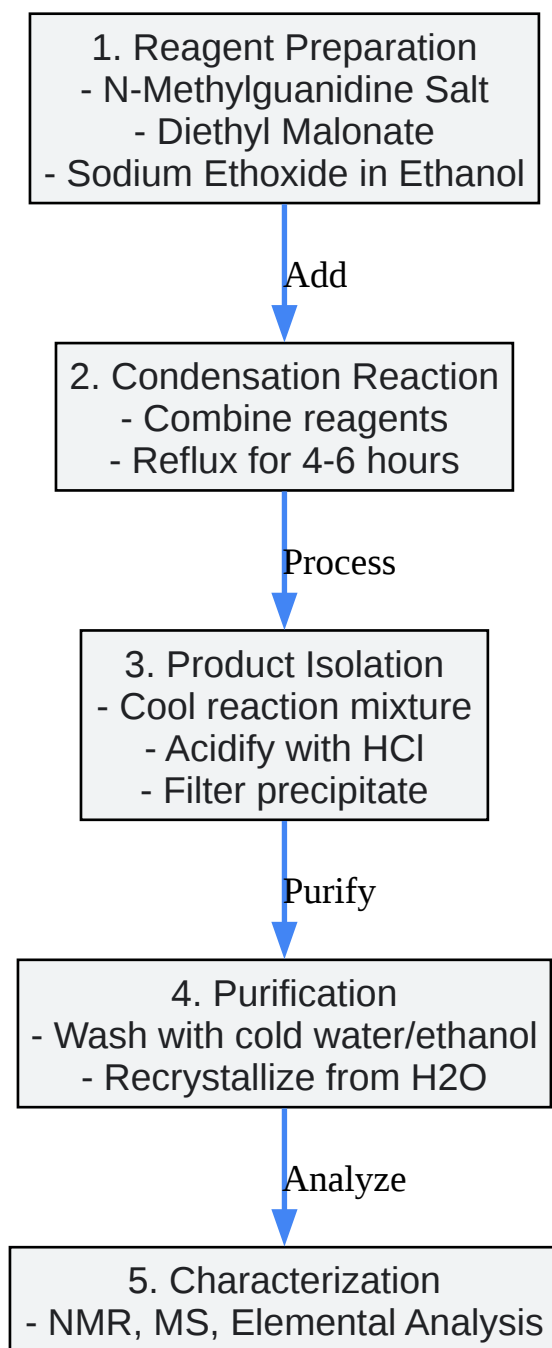 1. Reagent Preparation
- N-Methylguanidine Salt
- Diethyl Malonate
- Sodium Ethoxide in Ethanol
Add
2. Condensation Reaction
- Combine reagents
- Reflux for 4-6 hours
Process
3. Product Isolation
- Cool reaction mixture
- Acidify with HCl
- Filter precipitate
Purify
4. Purification
- Wash with cold water/ethanol
- Recrystallize from H2O
Analyze
5. Characterization
- NMR, MS, Elemental Analysis